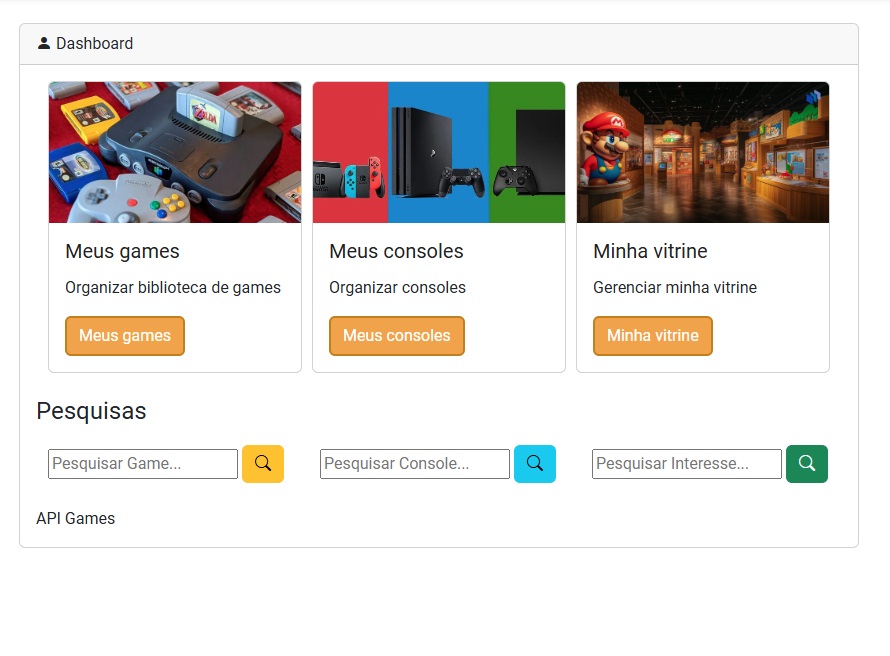 Dashboard
ZELDA
Meus games
Organizar biblioteca de games
Meus games
Meus consoles
Organizar consoles
Meus consoles
Minha vitrine
Gerenciar minha vitrine
Minha vitrine
Pesquisas
Pesquisar Game...
Pesquisar Console...
Pesquisar Interesse...
API Games